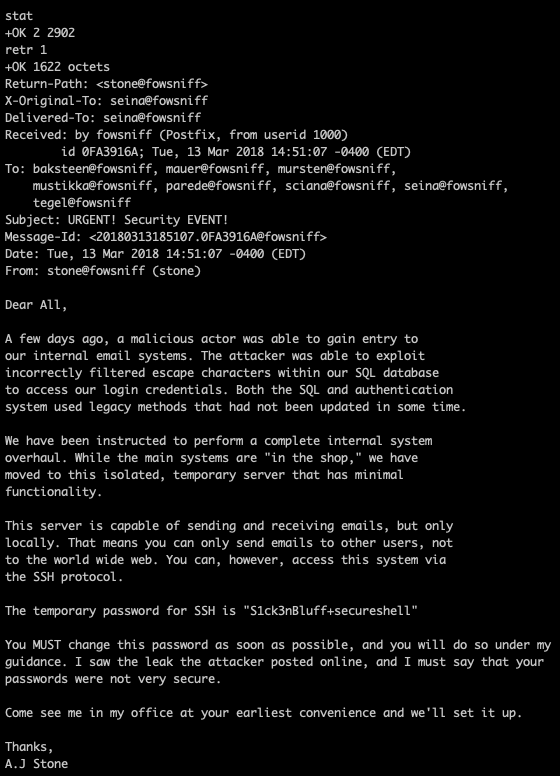 stat
+OK 2 2902
retr 1
+OK 1622 octets
Return-Path: <stone@fowsniff>
X-Original-To: seina@fowsniff
Delivered-To: seina@fowsniff
Received: by fowsniff (Postfix, from userid 1000)
id 0FA3916A; Tue, 13 Mar 2018 14:51:07 -0400 (EDT)
To: baksteen@fowsniff, mauer@fowsniff, mursten@fowsniff,
mustikka@fowsniff, parede@fowsniff, sciana@fowsniff, seina@fowsniff,
tegel@fowsniff
Subject: URGENT! Security EVENT!
Message-Id: <20180313185107.0FA3916A@fowsniff>
Date: Tue, 13 Mar 2018 14:51:07 -0400 (EDT)
From: stone@fowsniff (stone)

Dear All,

A few days ago, a malicious actor was able to gain entry to
our internal email systems. The attacker was able to exploit
incorrectly filtered escape characters within our SQL database
to access our login credentials. Both the SQL and authentication
system used legacy methods that had not been updated in some time.

We have been instructed to perform a complete internal system
overhaul. While the main systems are "in the shop," we have
moved to this isolated, temporary server that has minimal
functionality.

This server is capable of sending and receiving emails, but only
locally. That means you can only send emails to other users, not
to the world wide web. You can, however, access this system via
the SSH protocol.

The temporary password for SSH is "S1ck3nBluff+secureshell"

You MUST change this password as soon as possible, and you will do so under my
guidance. I saw the leak the attacker posted online, and I must say that your
passwords were not very secure.

Come see me in my office at your earliest convenience and we'll set it up.

Thanks,
A.J Stone